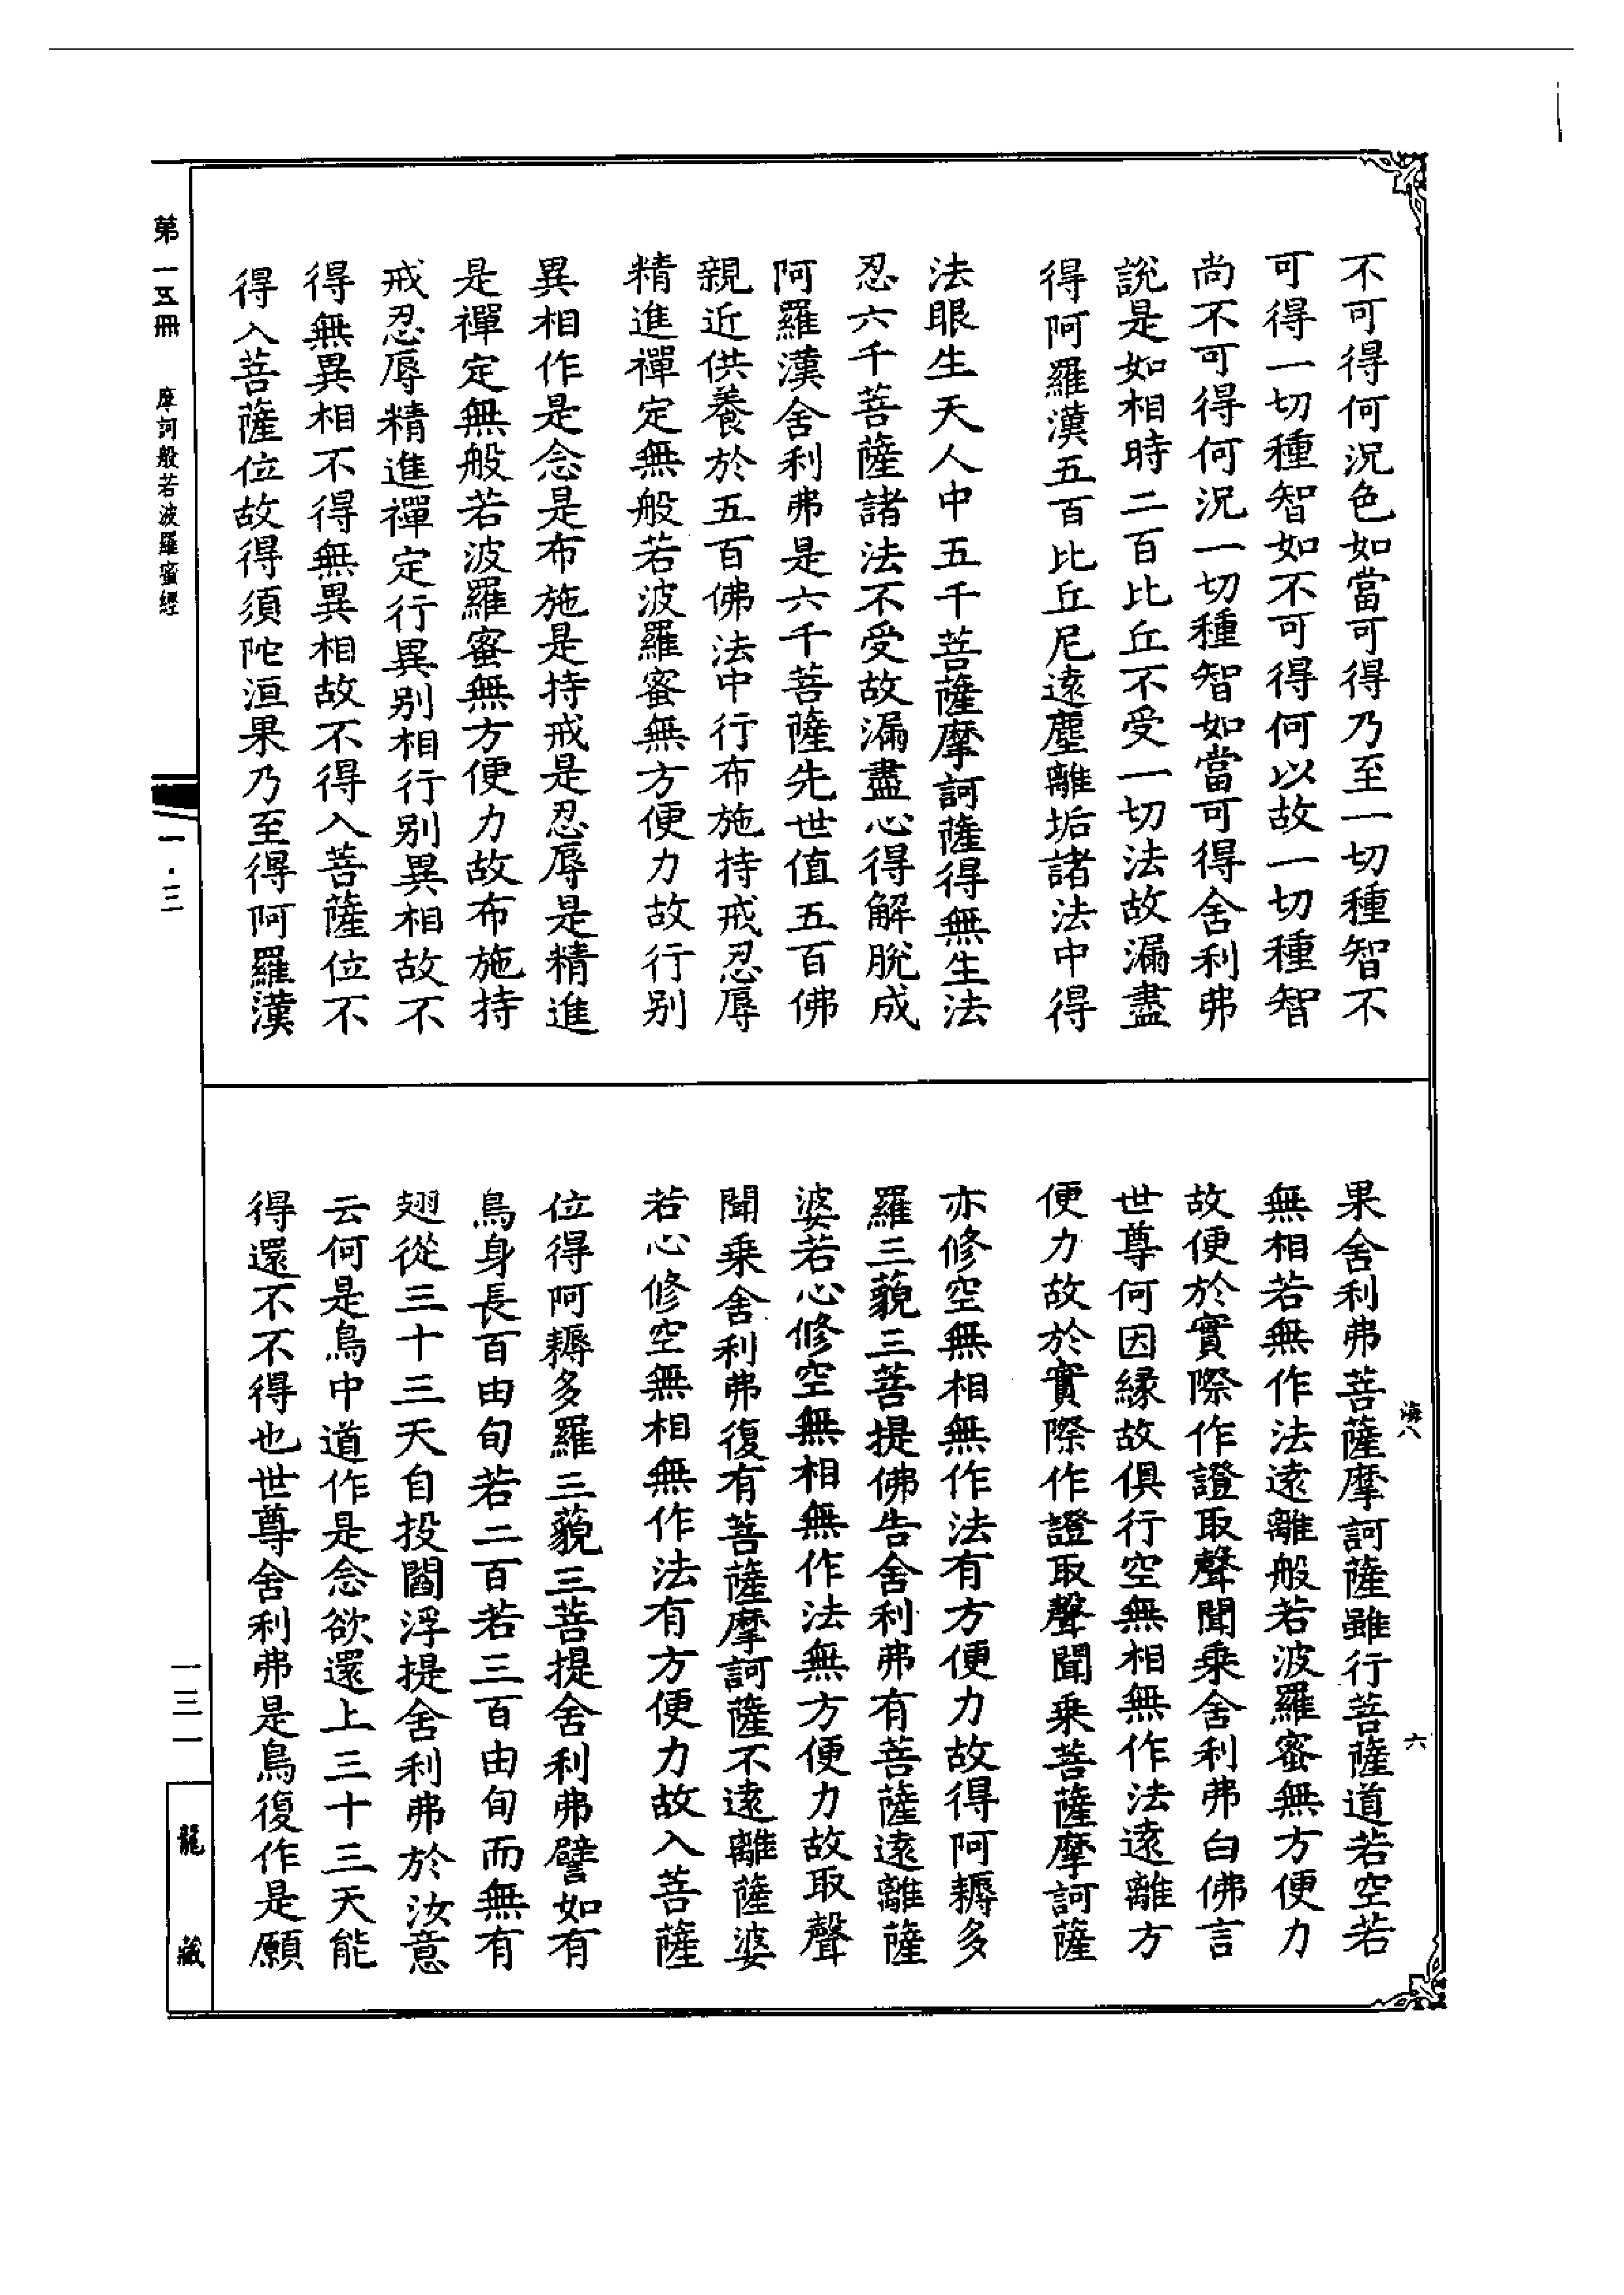 不可得何況色如當可得乃至一切種智不
可得一切種智如不可得何以故一切種智
尚不可得何況一切種智如當可得舍利弗
說是如相時二百比丘不受一切法故漏盡
得阿羅漢五百比丘尼遠塵離垢諸法中得
法眼生天人中五千菩薩摩訶薩得無生法
忍六千菩薩諸法不受故漏盡心得解脫成
阿羅漢舍利弗是六千菩薩先世值五百佛
親近供養於五百佛法中行布施持戒忍辱
精進禪定無般若波羅蜜無方便力故行別
異相作是念是布施是持戒是忍辱是精進
是禪定無般若波羅蜜無方便力故布施持
戒忍辱精進禪定行異別相行別異相故不
得無異相不得無異相故不得入菩薩位不
得入菩薩位故得須陀洹果乃至得阿羅漢
海八
六
果舍利弗菩薩摩訶薩雖行菩薩道若空若
無相若無作法遠離般若波羅蜜無方便力
故便於實際作證取聲聞乘舍利弗白佛言
世尊何因緣故俱行空無相無作法遠離方
便力故於實際作證取聲聞乘菩薩摩訶薩
亦修空無相無作法有方便力故得阿耨多
羅三藐三菩提佛告舍利弗有菩薩遠離薩
婆若心修空無相無作法無方便力故取聲
聞乘舍利弗復有菩薩摩訶薩不遠離薩婆
若心修空無相無作法有方便力故入菩薩
位得阿耨多羅三藐三菩提舍利弗譬如有
鳥身長百由旬若二百若三百由旬而無有
翅從三十三天自投閻浮提舍利弗於汝意
云何是鳥中道作是念欲還上三十三天能
得還不不得也世尊舍利弗是鳥復作是願
第一五冊
摩訶般若波羅蜜經
一·三
一三一
龍藏